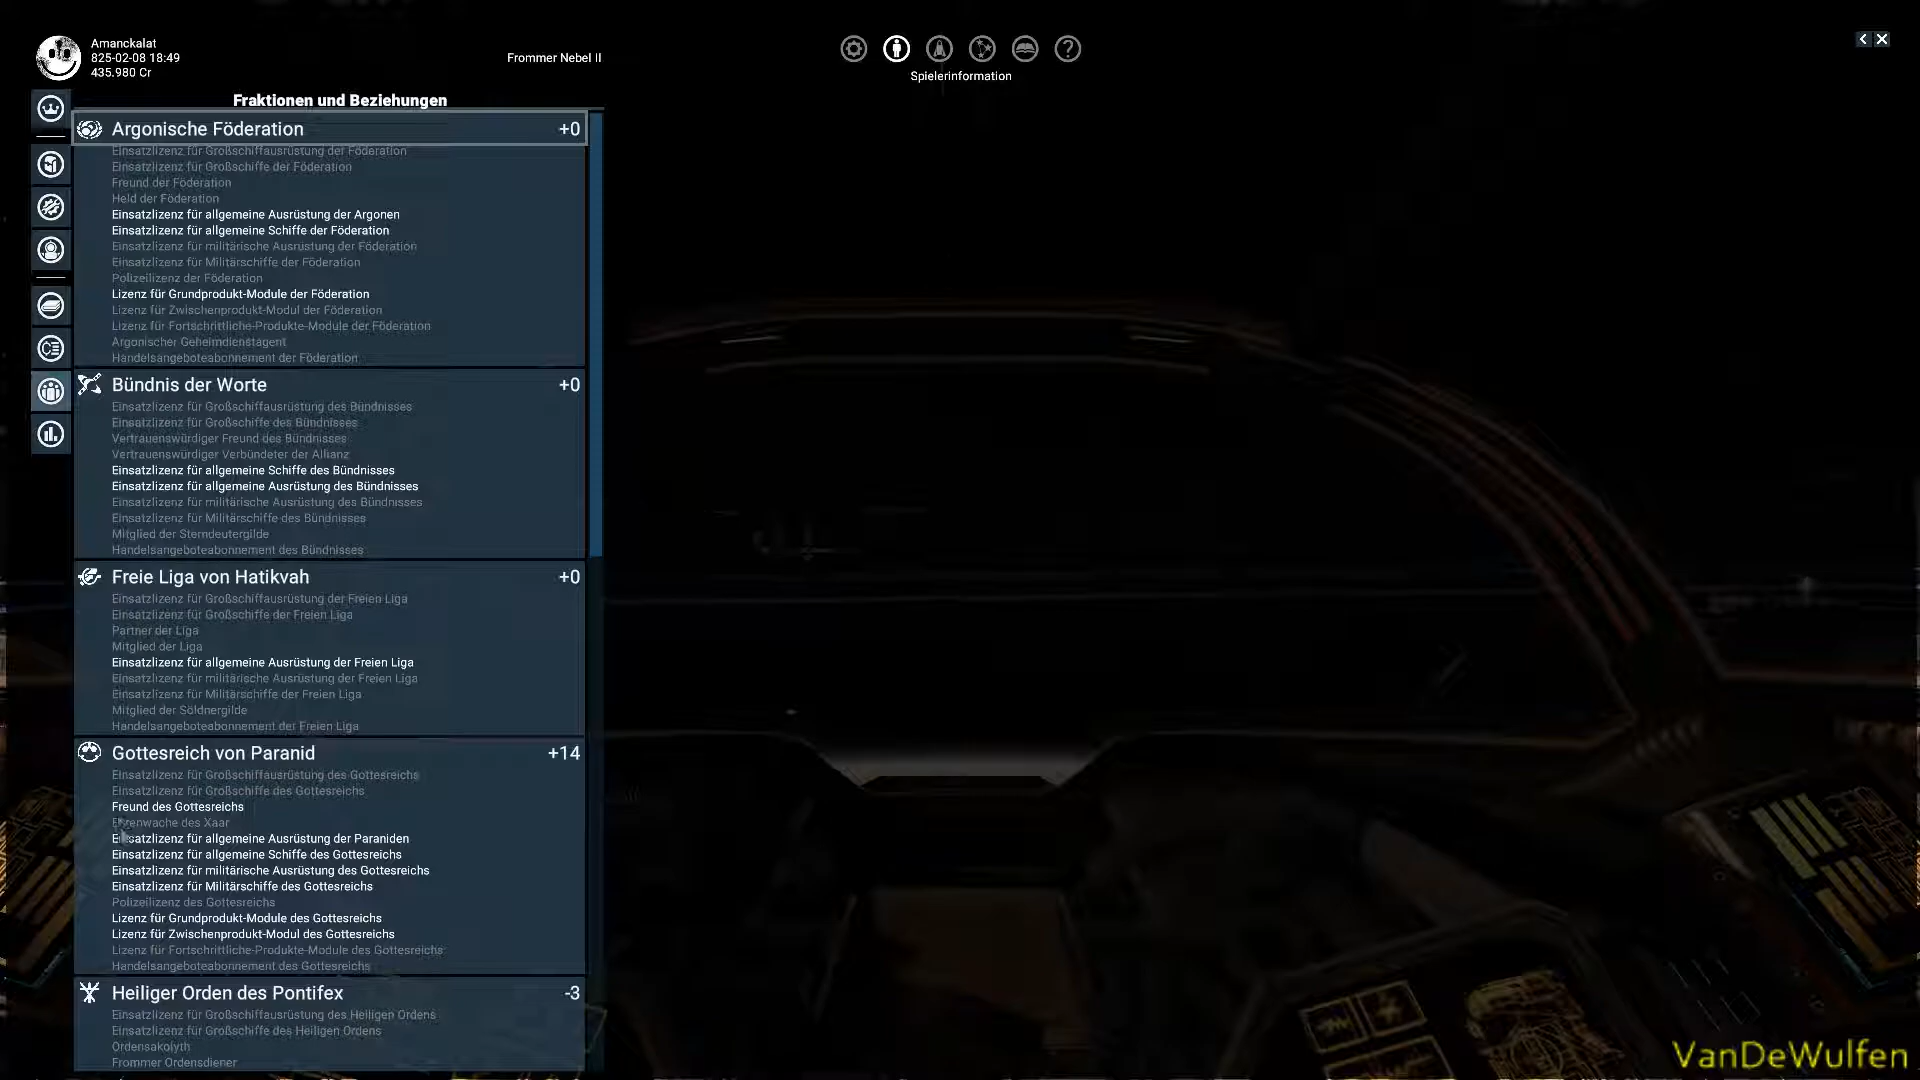 Amanckalat
825-02-08 18:49
435.980 Cr
Frommer Nebel II
Spielerinformation
Fraktionen und Beziehungen
Argonische Föderation +0
Einsatzlizenz für Großschiffausrüstung der Föderation
Einsatzlizenz für Großschiffe der Föderation
Freund der Föderation
Held der Föderation
Einsatzlizenz für allgemeine Ausrüstung der Argonen
Einsatzlizenz für allgemeine Schiffe der Föderation
Einsatzlizenz für militärische Ausrüstung der Föderation
Einsatzlizenz für Militärschiffe der Föderation
Polizeilizenz der Föderation
Lizenz für Grundprodukt-Module der Föderation
Lizenz für Zwischenprodukt-Modul der Föderation
Lizenz für Fortschrittliche-Produkte-Module der Föderation
Argonischer Geheimdienstagent
Handelsangeboteabonnement der Föderation
Bündnis der Worte +0
Einsatzlizenz für Großschiffausrüstung des Bündnisses
Einsatzlizenz für Großschiffe des Bündnisses
Vertrauenswürdiger Freund des Bündnisses
Vertrauenswürdiger Verbündeter der Allianz
Einsatzlizenz für allgemeine Schiffe des Bündnisses
Einsatzlizenz für allgemeine Ausrüstung des Bündnisses
Einsatzlizenz für militärische Ausrüstung des Bündnisses
Einsatzlizenz für Militärschiffe des Bündnisses
Mitglied der Sterndeutergilde
Handelsangeboteabonnement des Bündnisses
Freie Liga von Hatikvah +0
Einsatzlizenz für Großschiffausrüstung der Freien Liga
Einsatzlizenz für Großschiffe der Freien Liga
Partner der Liga
Mitglied der Liga
Einsatzlizenz für allgemeine Ausrüstung der Freien Liga
Einsatzlizenz für militärische Ausrüstung der Freien Liga
Einsatzlizenz für Militärschiffe der Freien Liga
Mitglied der Söldnergilde
Handelsangeboteabonnement der Freien Liga
Gottesreich von Paranid +14
Einsatzlizenz für Großschiffausrüstung des Gottesreichs
Einsatzlizenz für Großschiffe des Gottesreichs
Freund des Gottesreichs
Ehrenwache des Xaar
Einsatzlizenz für allgemeine Ausrüstung der Paraniden
Einsatzlizenz für allgemeine Schiffe des Gottesreichs
Einsatzlizenz für militärische Ausrüstung des Gottesreichs
Einsatzlizenz für Militärschiffe des Gottesreichs
Polizeilizenz des Gottesreichs
Lizenz für Grundprodukt-Module des Gottesreichs
Lizenz für Zwischenprodukt-Modul des Gottesreichs
Lizenz für Fortschrittliche-Produkte-Module des Gottesreichs
Handelsangeboteabonnement des Gottesreichs
Heiliger Orden des Pontifex -3
Einsatzlizenz für Großschiffausrüstung des Heiligen Ordens
Einsatzlizenz für Großschiffe des Heiligen Ordens
Ordensakolyth
Frommer Ordensdiener
VanDeWulfen